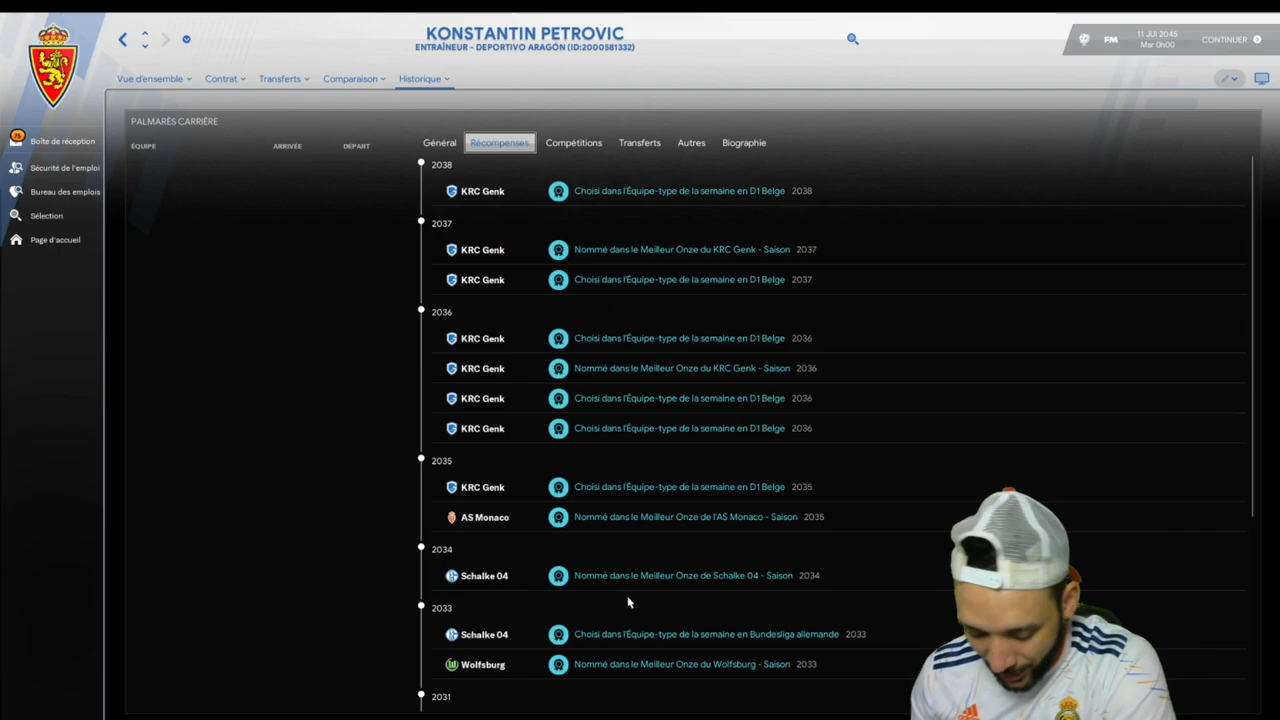 KONSTANTIN PETROVIC
ENTRAÎNEUR - DEPORTIVO ARAGÓN (ID:2000581332)
FM
11 JUI 2045
Mar 0h00
CONTINUER
Vue d'ensemble
Contrat
Transferts
Comparaison
Historique
75
Boîte de réception
Sécurité de l'emploi
Bureau des emplois
Sélection
Page d'accueil
PALMARÈS CARRIÈRE
ÉQUIPE ARRIVÉE DÉPART
Général Récompenses Compétitions Transferts Autres Biographie
2038
KRC Genk Choisi dans l'Équipe-type de la semaine en D1 Belge 2038
2037
KRC Genk Nommé dans le Meilleur Onze du KRC Genk - Saison 2037
KRC Genk Choisi dans l'Équipe-type de la semaine en D1 Belge 2037
2036
KRC Genk Choisi dans l'Équipe-type de la semaine en D1 Belge 2036
KRC Genk Nommé dans le Meilleur Onze du KRC Genk - Saison 2036
KRC Genk Choisi dans l'Équipe-type de la semaine en D1 Belge 2036
KRC Genk Choisi dans l'Équipe-type de la semaine en D1 Belge 2036
2035
KRC Genk Choisi dans l'Équipe-type de la semaine en D1 Belge 2035
AS Monaco Nommé dans le Meilleur Onze de l'AS Monaco - Saison 2035
2034
Schalke 04 Nommé dans le Meilleur Onze de Schalke 04 - Saison 2034
2033
Schalke 04 Choisi dans l'Équipe-type de la semaine en Bundesliga allemande 2033
Wolfsburg Nommé dans le Meilleur Onze du Wolfsburg - Saison 2033
2031